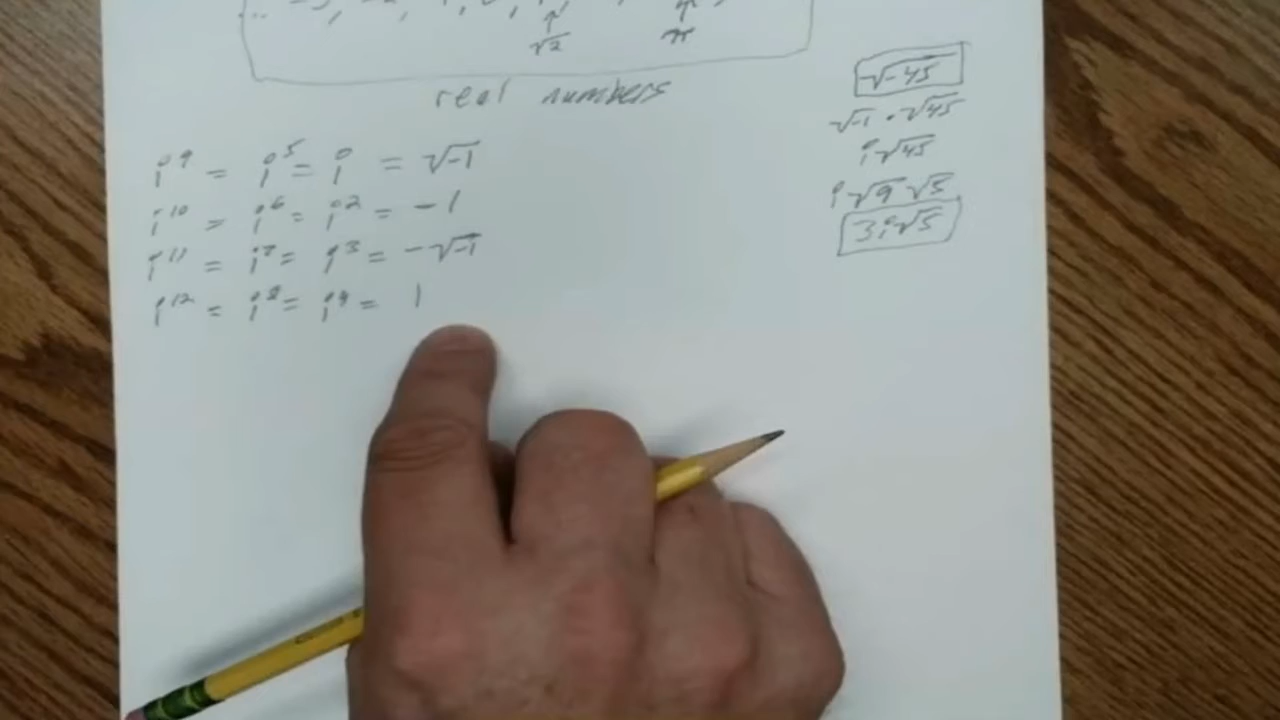 √2 π
real numbers
i⁹ = i⁵ = i = √-1
i¹⁰ = i⁶ = i² = -1
i¹¹ = i⁷ = i³ = -√-1
i¹² = i⁸ = i⁴ = 1
√-45
√-1 • √45
i√45
i√9 √5
3i√5